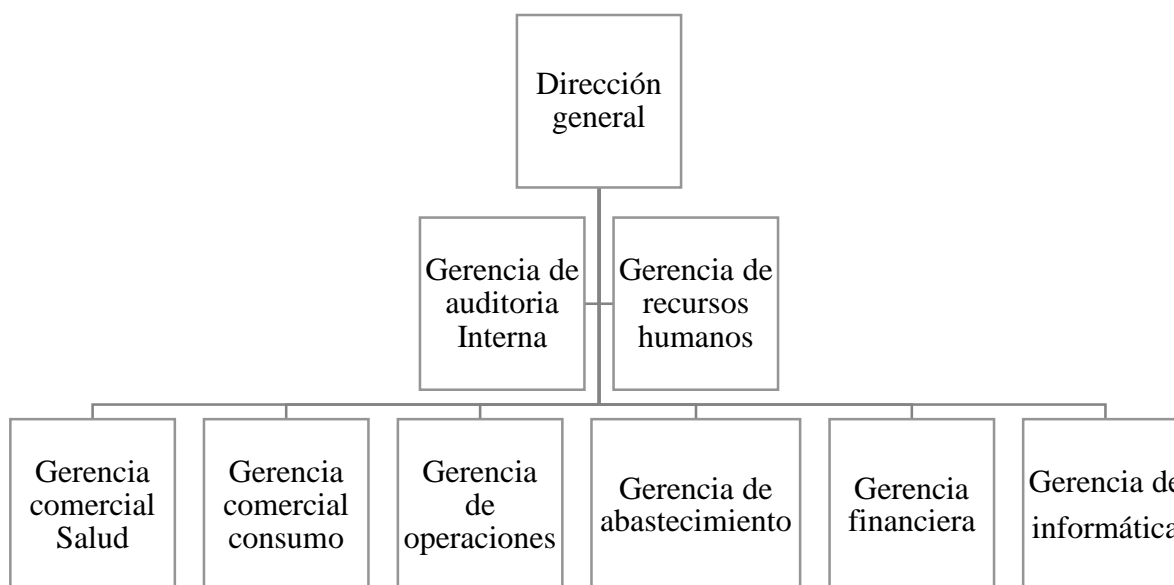 Dirección
general
Gerencia de
auditoria
Interna
Gerencia de
recursos
humanos
Gerencia
comercial
Salud
Gerencia
comercial
consumo
Gerencia
de
operaciones
Gerencia de
abastecimiento
Gerencia
financiera
Gerencia de
informática